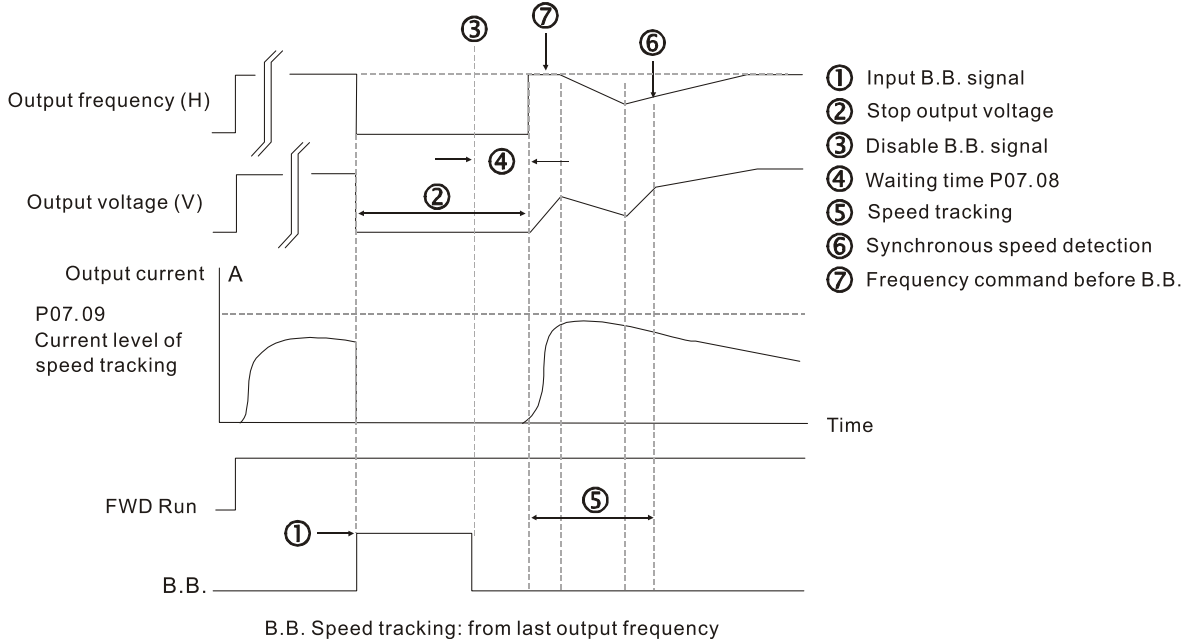 ③
⑦
⑥
Output frequency (H)
④
Output voltage (V)
②
Output current
A
P07.09
Current level of
speed tracking
Time
FWD Run
⑤
①
B.B.
① Input B.B. signal
② Stop output voltage
③ Disable B.B. signal
④ Waiting time P07.08
⑤ Speed tracking
⑥ Synchronous speed detection
⑦ Frequency command before B.B.
B.B. Speed tracking: from last output frequency